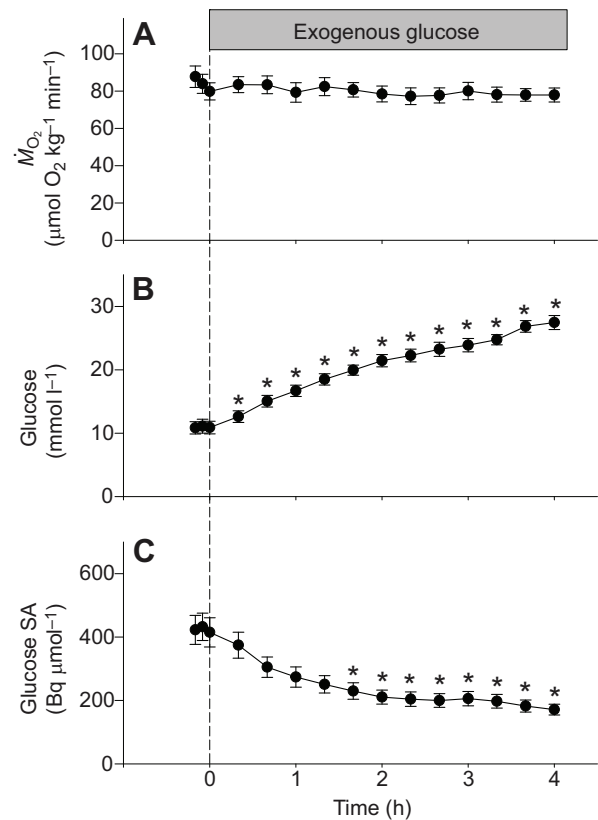 A
Exogenous glucose
100
80
60
40
20
0
ṀO₂
(μmol O₂ kg⁻¹ min⁻¹)
B
30
20
10
0
Glucose
(mmol l⁻¹)
* * * * * * * * * * * *
C
600
400
200
0
Glucose SA
(Bq μmol⁻¹)
* * * * * * * *
0 1 2 3 4
Time (h)